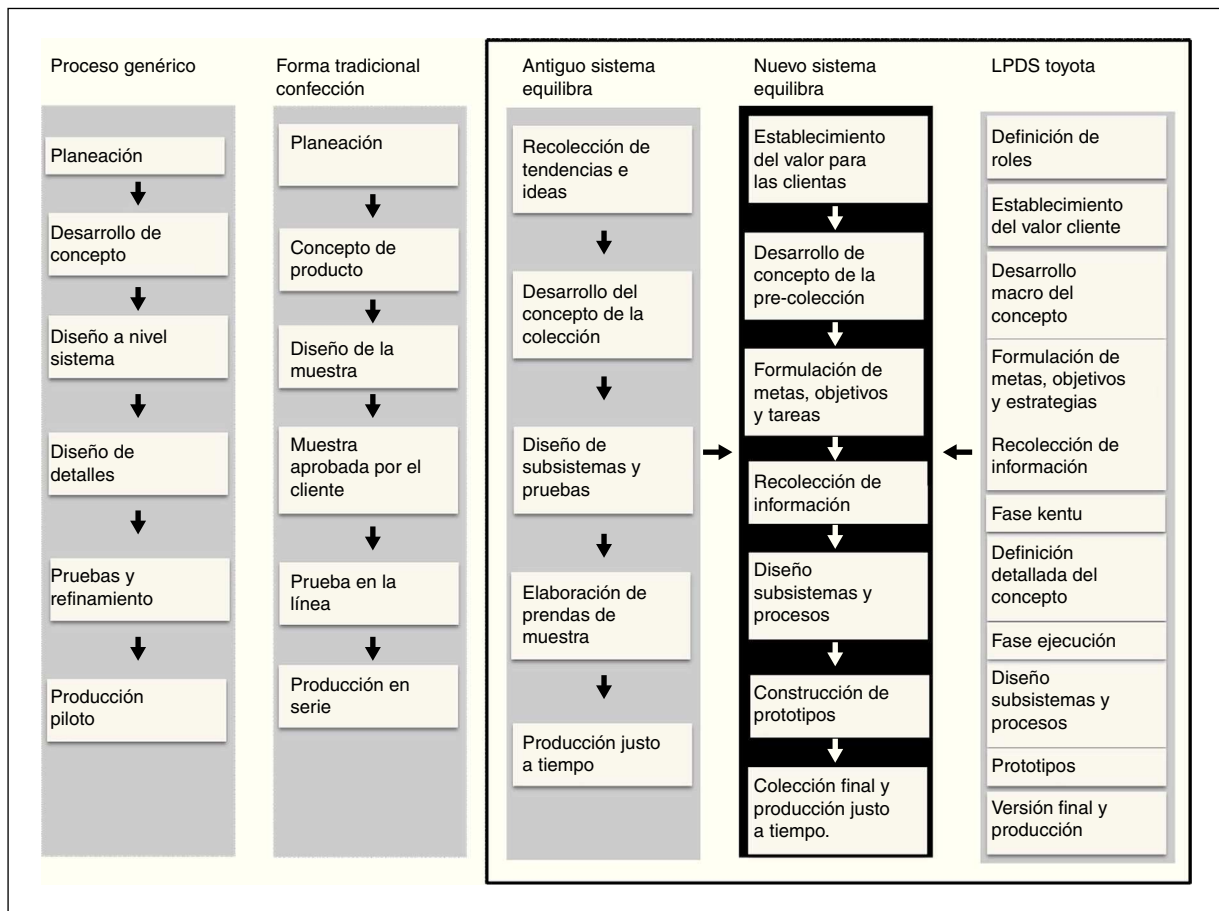 Proceso genérico
Planeación
Desarrollo de
concepto
Diseño a nivel
sistema
Diseño de
detalles
Pruebas y
refinamiento
Producción
piloto
Forma tradicional
confección
Planeación
Concepto de
producto
Diseño de la
muestra
Muestra
aprobada por el
cliente
Prueba en la
línea
Producción en
serie
Antiguo sistema
equilibra
Recolección de
tendencias e
ideas
Desarrollo del
concepto de la
colección
Diseño de
subsistemas y
pruebas
Elaboración de
prendas de
muestra
Producción justo
a tiempo
Nuevo sistema
equilibra
Establecimiento
del valor para
las clientas
Desarrollo de
concepto de la
pre-colección
Formulación de
metas, objetivos
y tareas
Recolección de
información
Diseño
subsistemas y
procesos
Construcción de
prototipos
Colección final y
producción justo
a tiempo.
LPDS toyota
Definición de
roles
Establecimiento
del valor cliente
Desarrollo
macro del
concepto
Formulación de
metas, objetivos
y estrategias
Recolección de
información
Fase kentu
Definición
detallada del
concepto
Fase ejecución
Diseño
subsistemas y
procesos
Prototipos
Versión final y
producción